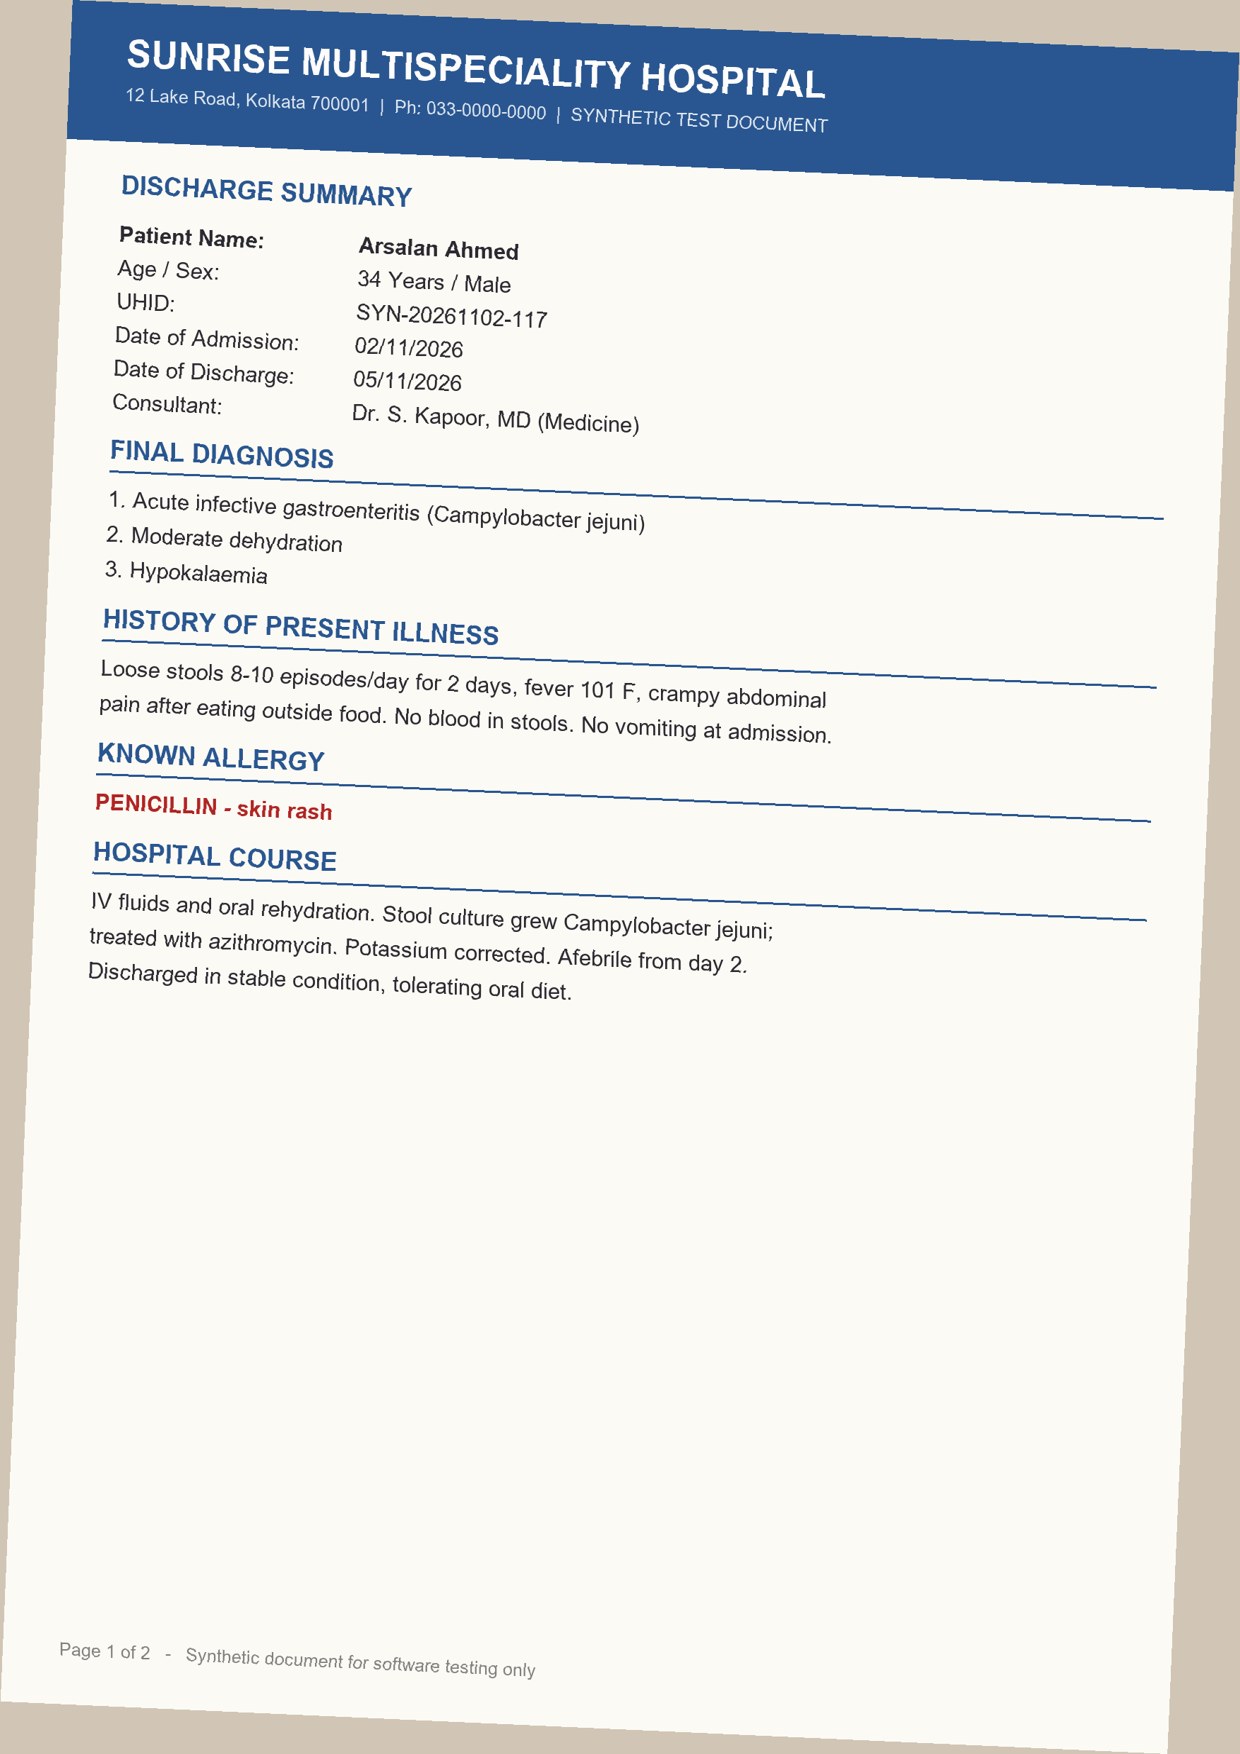 SUNRISE MULTISPECIALITY HOSPITAL
12 Lake Road, Kolkata 700001 | Ph: 033-0000-0000 | SYNTHETIC TEST DOCUMENT
DISCHARGE SUMMARY
Patient Name: Arsalan Ahmed
Age / Sex: 34 Years / Male
UHID: SYN-20261102-117
Date of Admission: 02/11/2026
Date of Discharge: 05/11/2026
Consultant: Dr. S. Kapoor, MD (Medicine)
FINAL DIAGNOSIS
1. Acute infective gastroenteritis (Campylobacter jejuni)
2. Moderate dehydration
3. Hypokalaemia
HISTORY OF PRESENT ILLNESS
Loose stools 8-10 episodes/day for 2 days, fever 101 F, crampy abdominal
pain after eating outside food. No blood in stools. No vomiting at admission.
KNOWN ALLERGY
PENICILLIN - skin rash
HOSPITAL COURSE
IV fluids and oral rehydration. Stool culture grew Campylobacter jejuni;
treated with azithromycin. Potassium corrected. Afebrile from day 2.
Discharged in stable condition, tolerating oral diet.
Page 1 of 2 - Synthetic document for software testing only